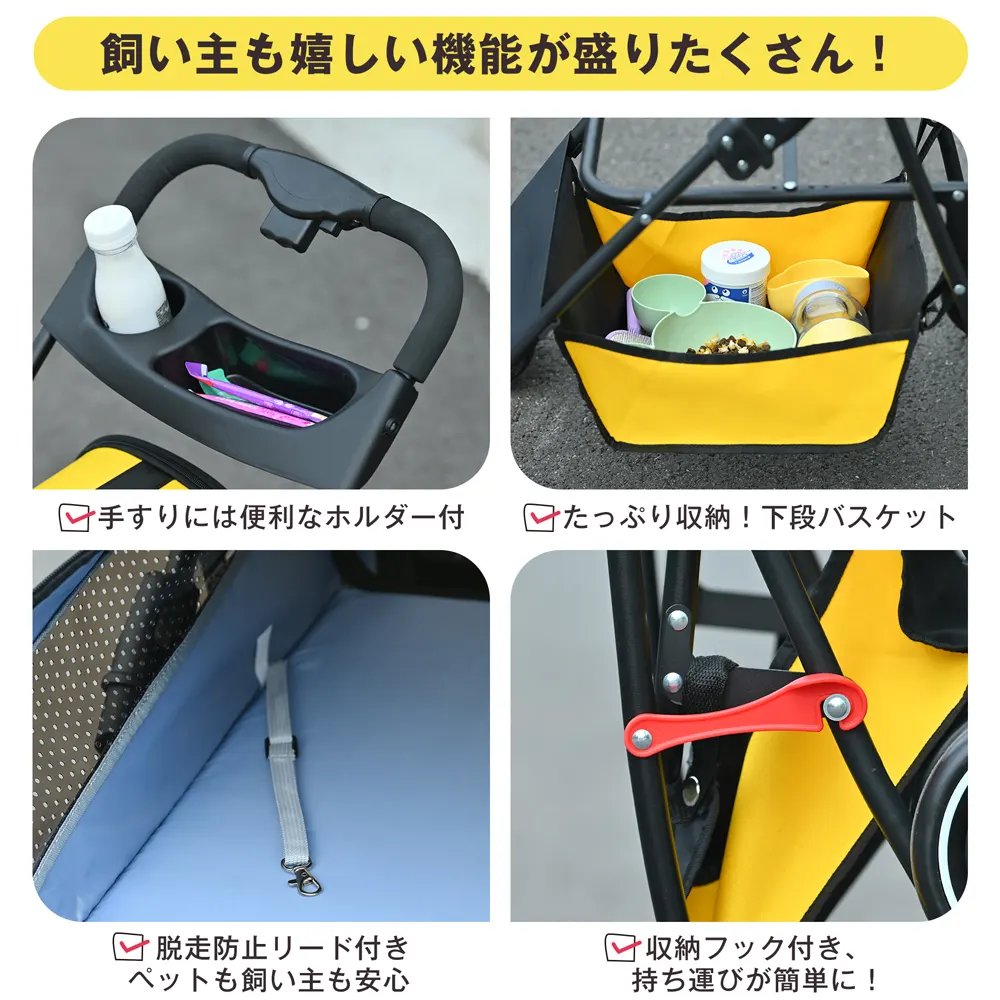 飼い主も嬉しい機能が盛りたくさん！
手すりには便利なホルダー付
たっぷり収納！下段バスケット
脱走防止リード付き
ペットも飼い主も安心
収納フック付き、
持ち運びが簡単に！